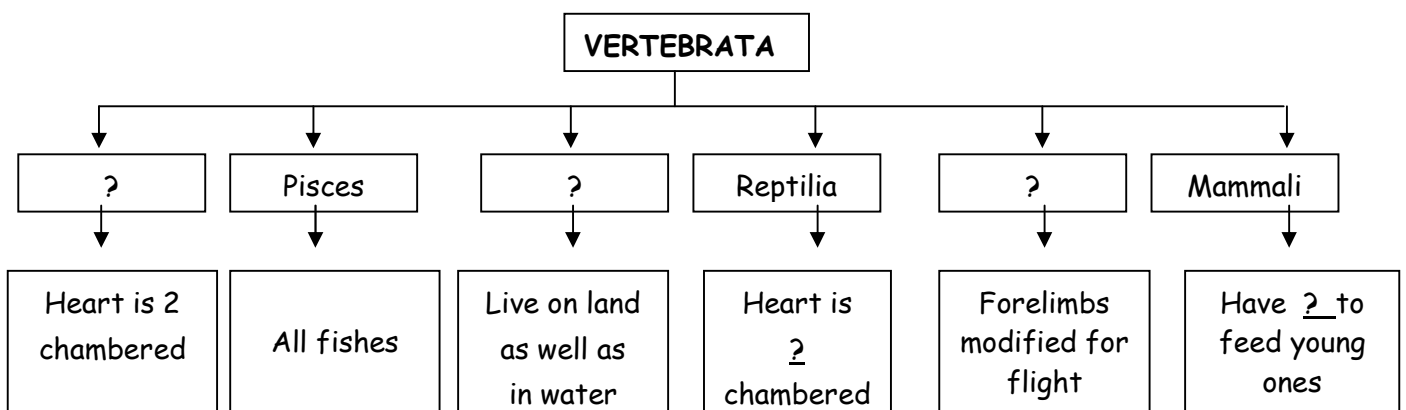 VERTEBRATA
?
Pisces
?
Reptilia
?
Mammali
Heart is 2
chambered
All fishes
Live on land
as well as
in water
Heart is
?
chambered
Forelimbs
modified for
flight
Have ? to
feed young
ones